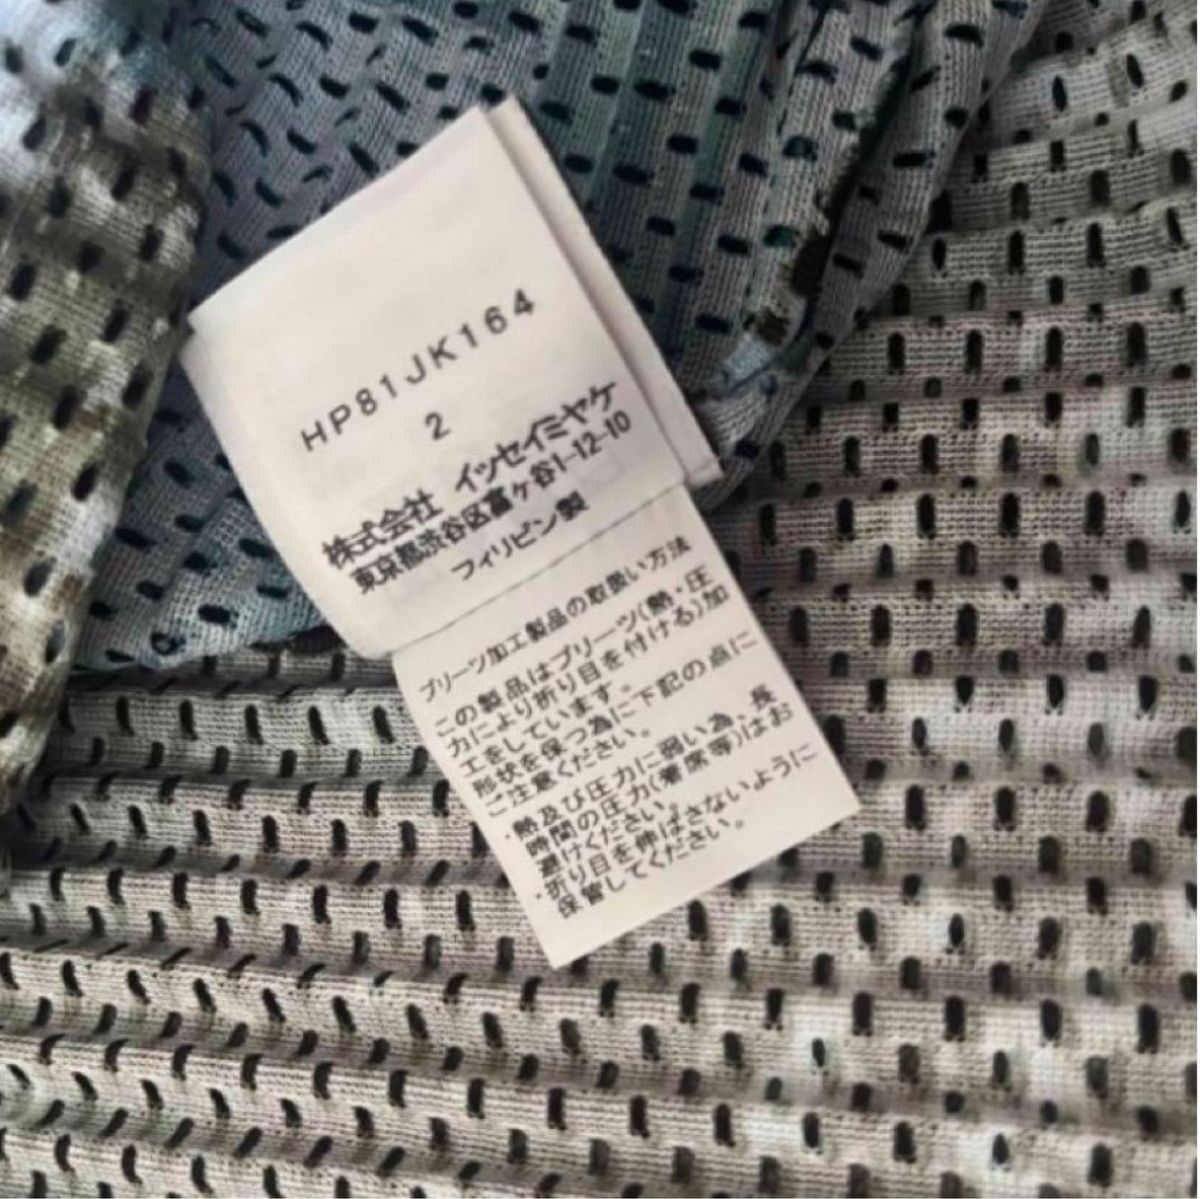 HP81JK164
2
株式会社 イッセイミヤケ
東京都渋谷区富ヶ谷1-12-10
フィリピン製
プリーツ加工製品の取扱い方法
この製品はプリーツ(熱・圧
力により折り目を付ける)加
工をしています。
形状を保つ為に下記の点に
ご注意ください。
・熱及び圧力に弱い為、長
時間の圧力(着席等)はお
避けください。
・折り目を伸ばさないように
保管してください。